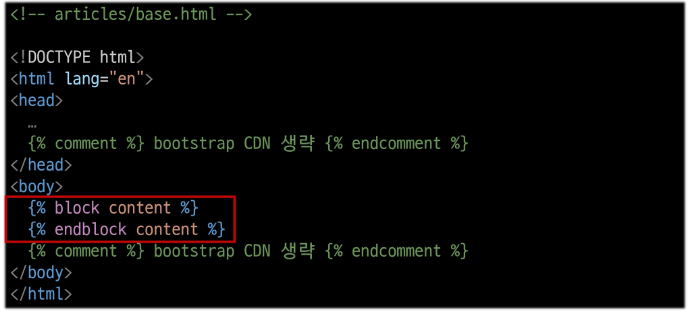 <!-- articles/base.html -->
<!DOCTYPE html>
<html lang="en">
<head>
…
{% comment %} bootstrap CDN 생략 {% endcomment %}
</head>
<body>
{% block content %}
{% endblock content %}
{% comment %} bootstrap CDN 생략 {% endcomment %}
</body>
</html>